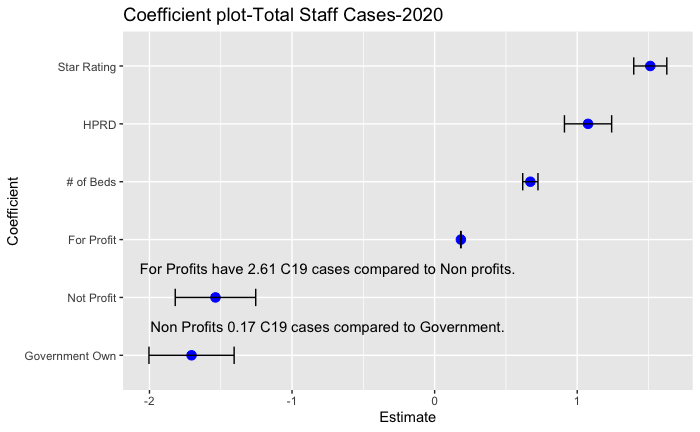 Coefficient plot-Total Staff Cases-2020
Coefficient
Star Rating
HPRD
# of Beds
For Profit
For Profits have 2.61 C19 cases compared to Non profits.
Not Profit
Non Profits 0.17 C19 cases compared to Government.
Government Own
-2 -1 0 1
Estimate